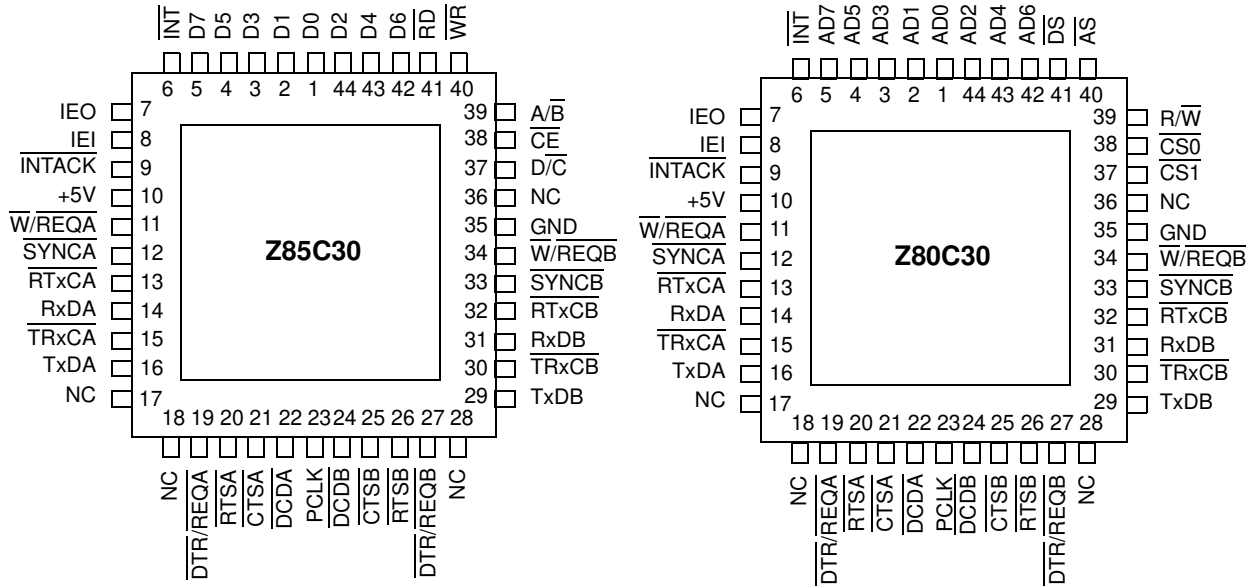 INT D7 D5 D3 D1 D0 D2 D4 D6 RD WR
6 5 4 3 2 1 44 43 42 41 40
IEO 7
IEI 8
INTACK 9
+5V 10
W/REQA 11
SYNCA 12
RTxCA 13
RxDA 14
TRxCA 15
TxDA 16
NC 17
Z85C30
39 A/B
38 CE
37 D/C
36 NC
35 GND
34 W/REQB
33 SYNCB
32 RTxCB
31 RxDB
30 TRxCB
29 TxDB
18 19 20 21 22 23 24 25 26 27 28
NC DTR/REQA RTSA CTSA DCDA PCLK DCDB CTSB RTSB DTR/REQB NC
INT AD7 AD5 AD3 AD1 AD0 AD2 AD4 AD6 DS AS
6 5 4 3 2 1 44 43 42 41 40
IEO 7
IEI 8
INTACK 9
+5V 10
W/REQA 11
SYNCA 12
RTxCA 13
RxDA 14
TRxCA 15
TxDA 16
NC 17
Z80C30
39 R/W
38 CS0
37 CS1
36 NC
35 GND
34 W/REQB
33 SYNCB
32 RTxCB
31 RxDB
30 TRxCB
29 TxDB
18 19 20 21 22 23 24 25 26 27 28
NC DTR/REQA RTSA CTSA DCDA PCLK DCDB CTSB RTSB DTR/REQB NC